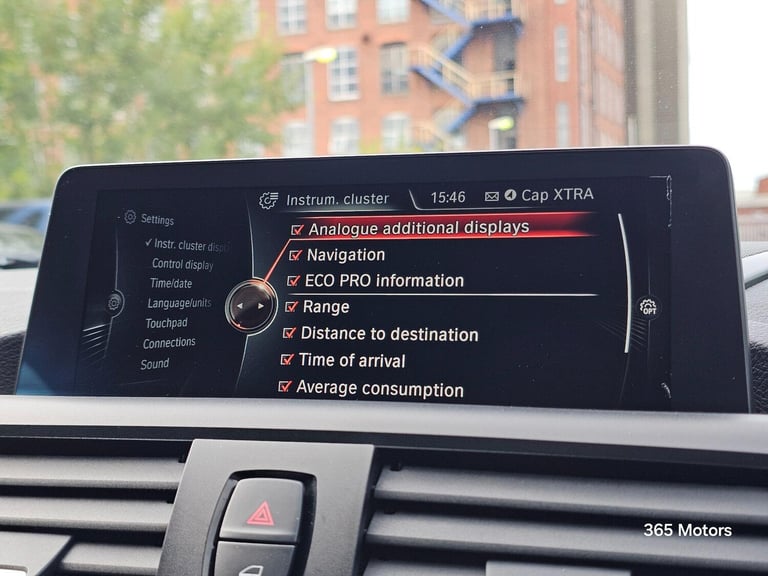 Instrum. cluster
15:46
Cap XTRA
Settings
Instr. cluster
Control display
Time/date
Language/units
Touchpad
Connections
Sound
Analogue additional displays
Navigation
ECO PRO information
Range
Distance to destination
Time of arrival
Average consumption
OPT
365 Motors